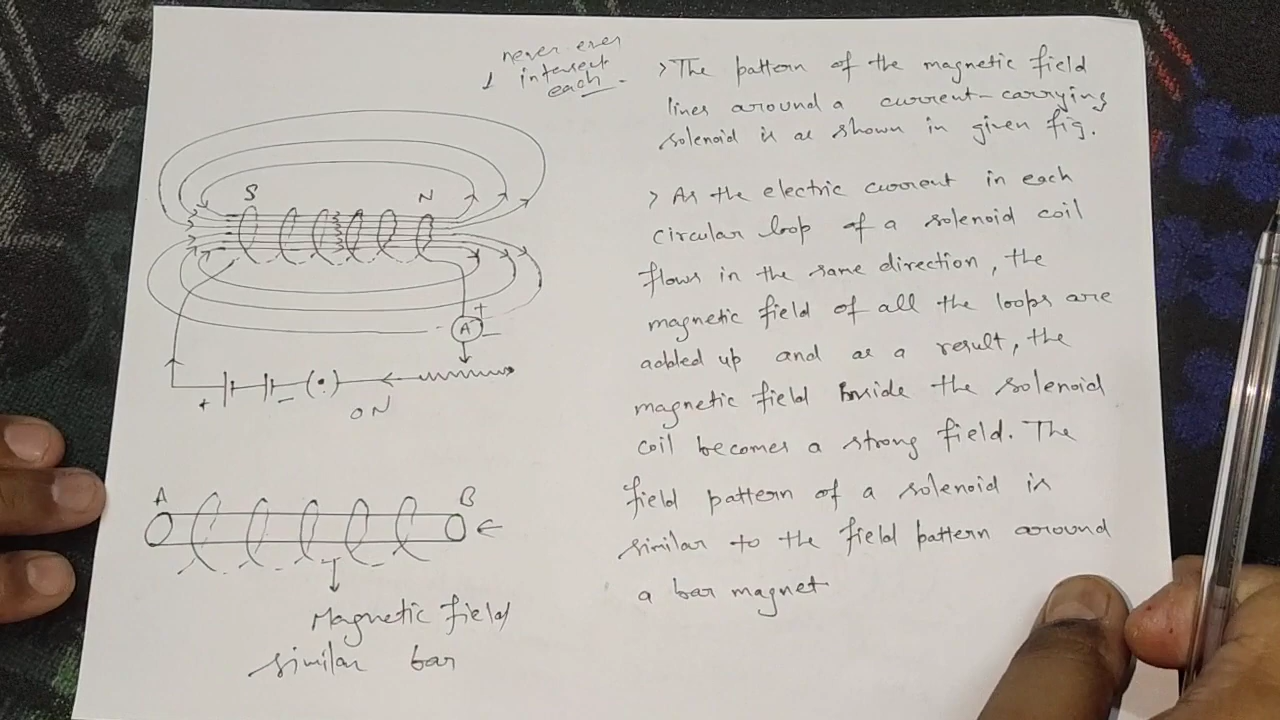 never ever
intersect
each
> The pattern of the magnetic field
lines around a current-carrying
solenoid is as shown in given fig.
S
N
> As the electric current in each
circular loop of a solenoid coil
flows in the same direction, the
magnetic field of all the loops are
added up and as a result, the
magnetic field inside the solenoid
coil becomes a strong field. The
field pattern of a solenoid is
similar to the field pattern around
a bar magnet
+
A
-
+
-
(•)
ON
A
B
Magnetic field
similar bar